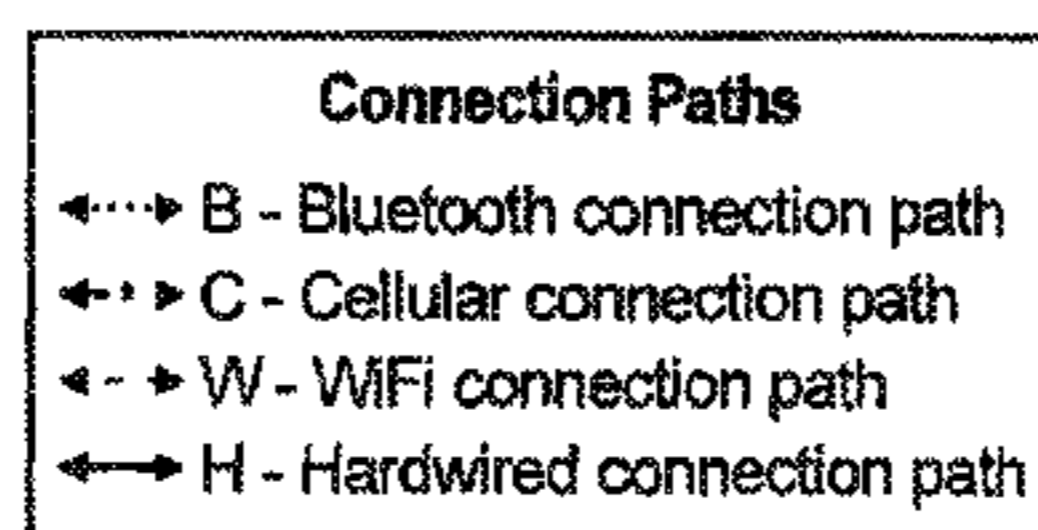 Connection Paths
B - Bluetooth connection path
C - Cellular connection path
W - WiFi connection path
H - Hardwired connection path